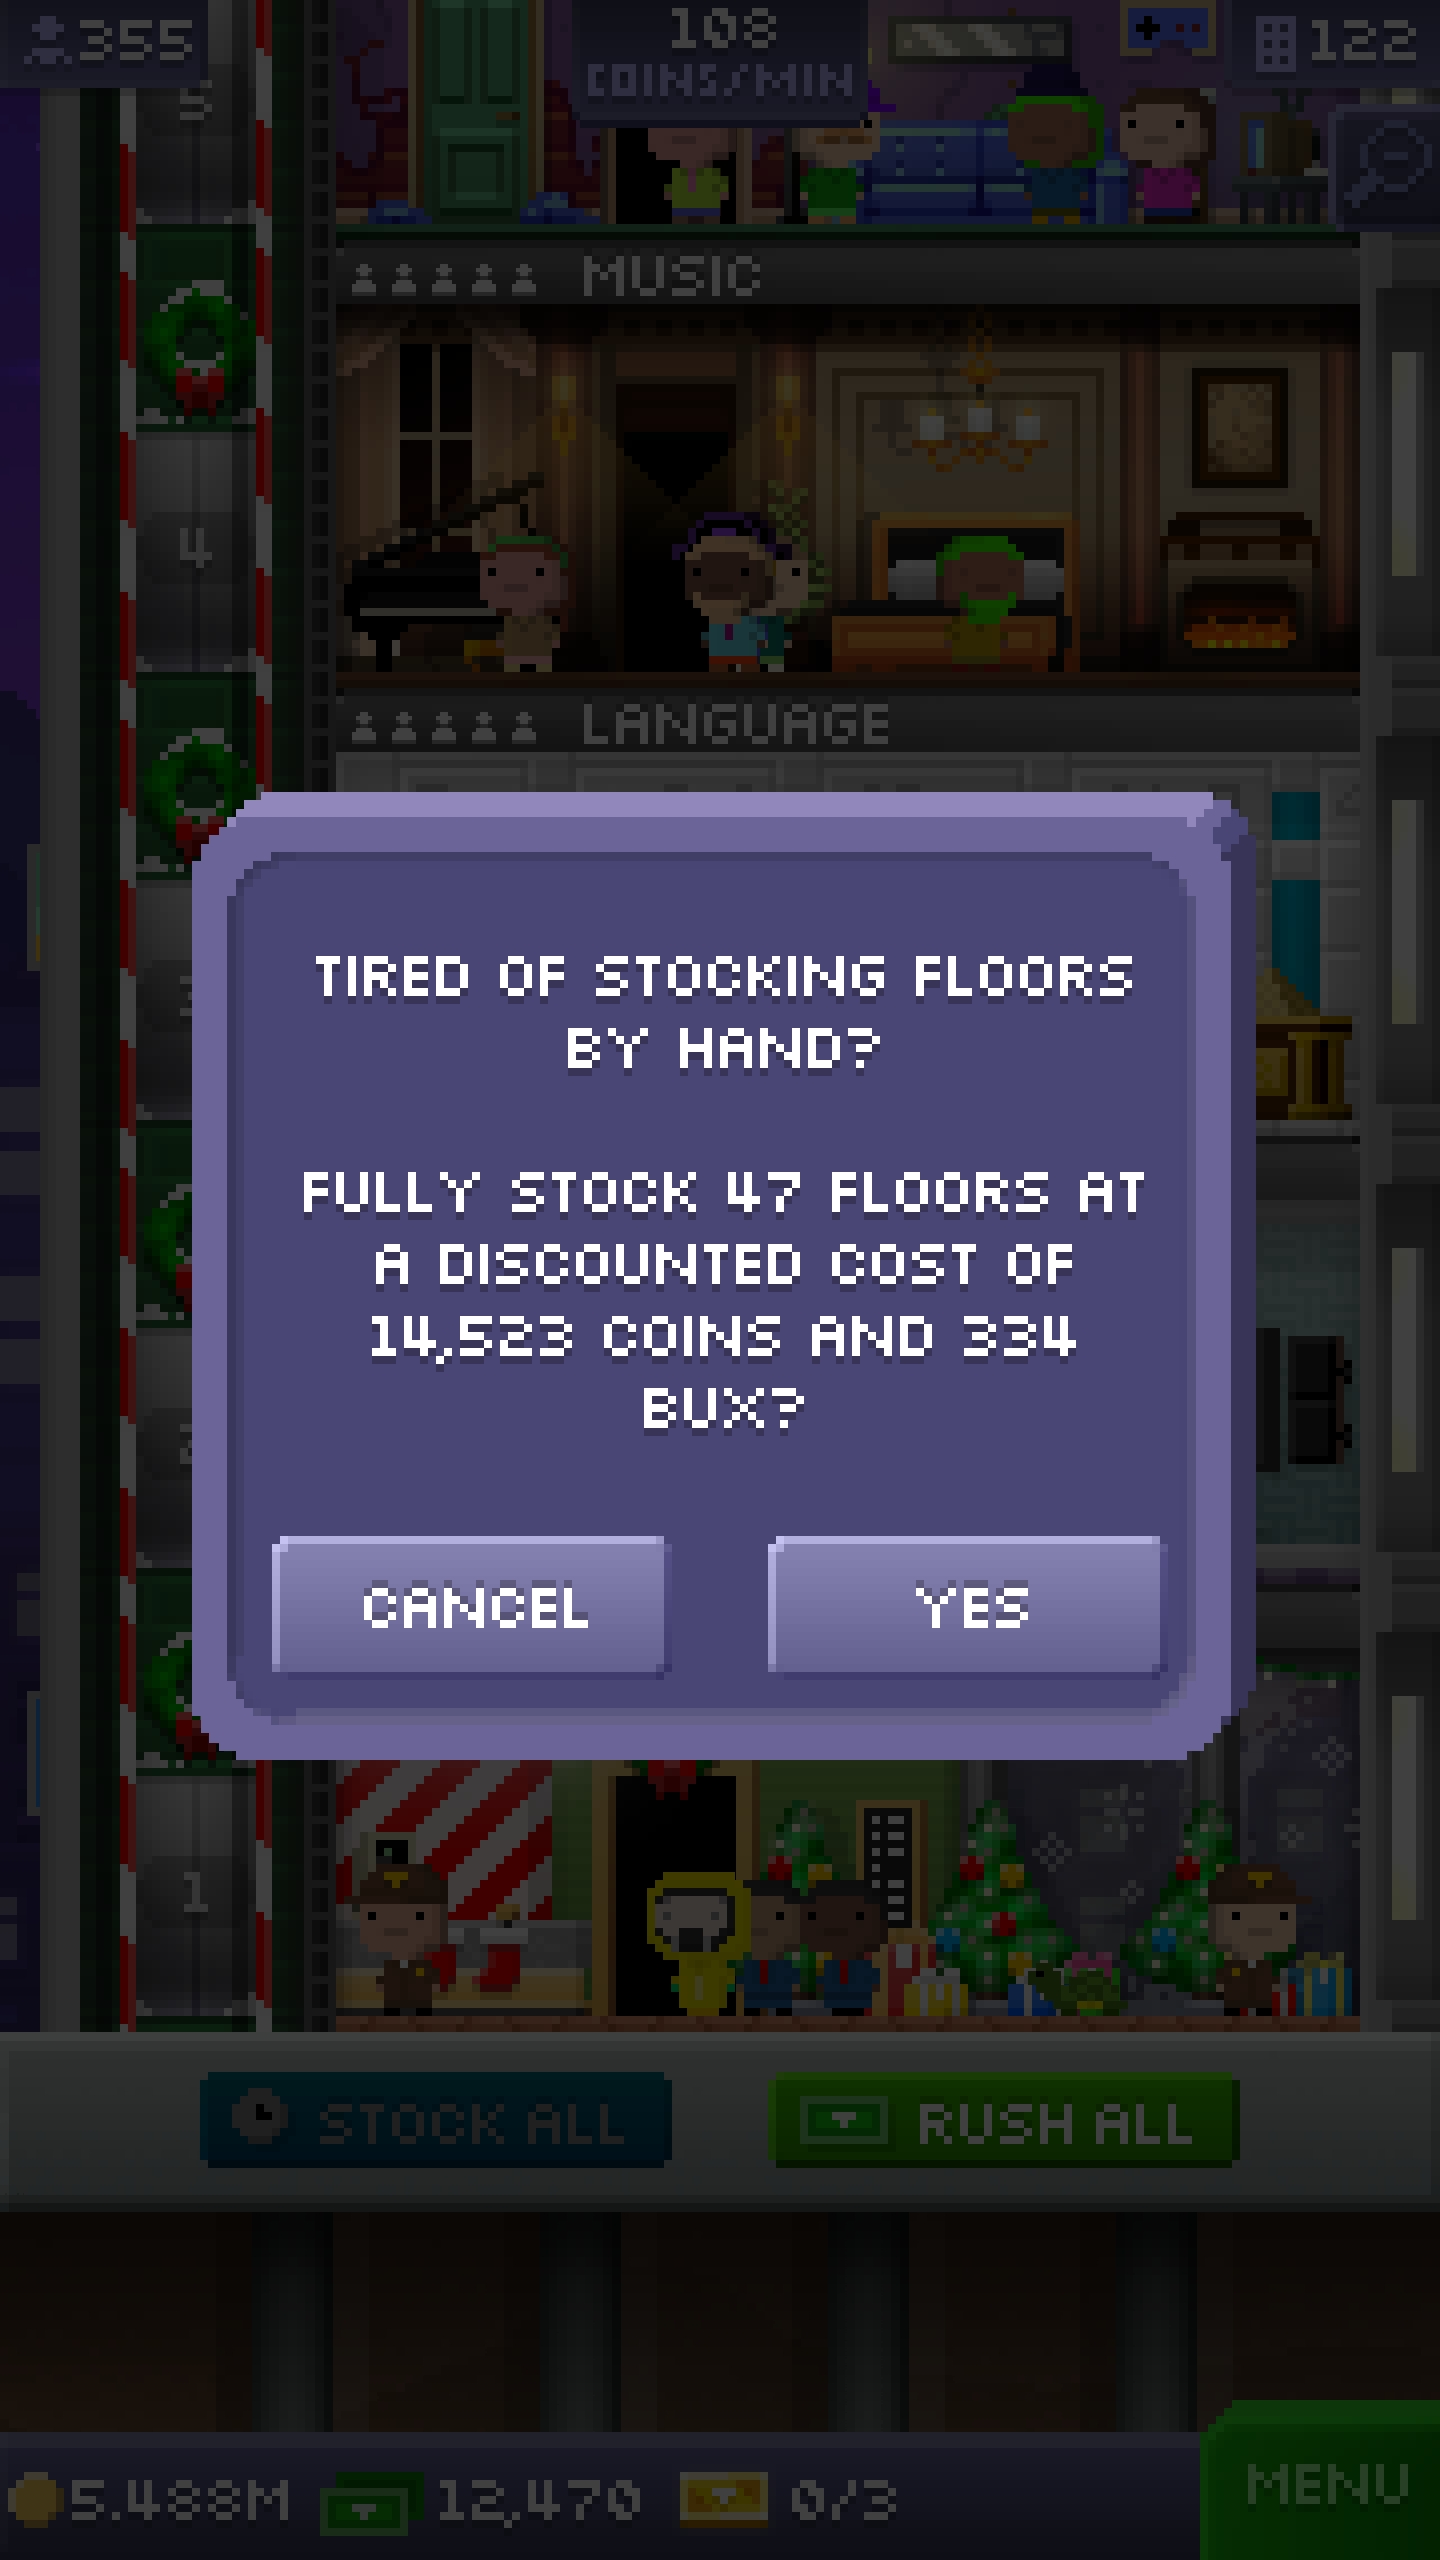 355
108
COINS/MIN
122
5
MUSIC
4
LANGUAGE
TIRED OF STOCKING FLOORS
BY HAND?
FULLY STOCK 47 FLOORS AT
A DISCOUNTED COST OF
14,523 COINS AND 334
BUX?
CANCEL
YES
1
STOCK ALL
RUSH ALL
5.488M
12,470
0/3
MENU